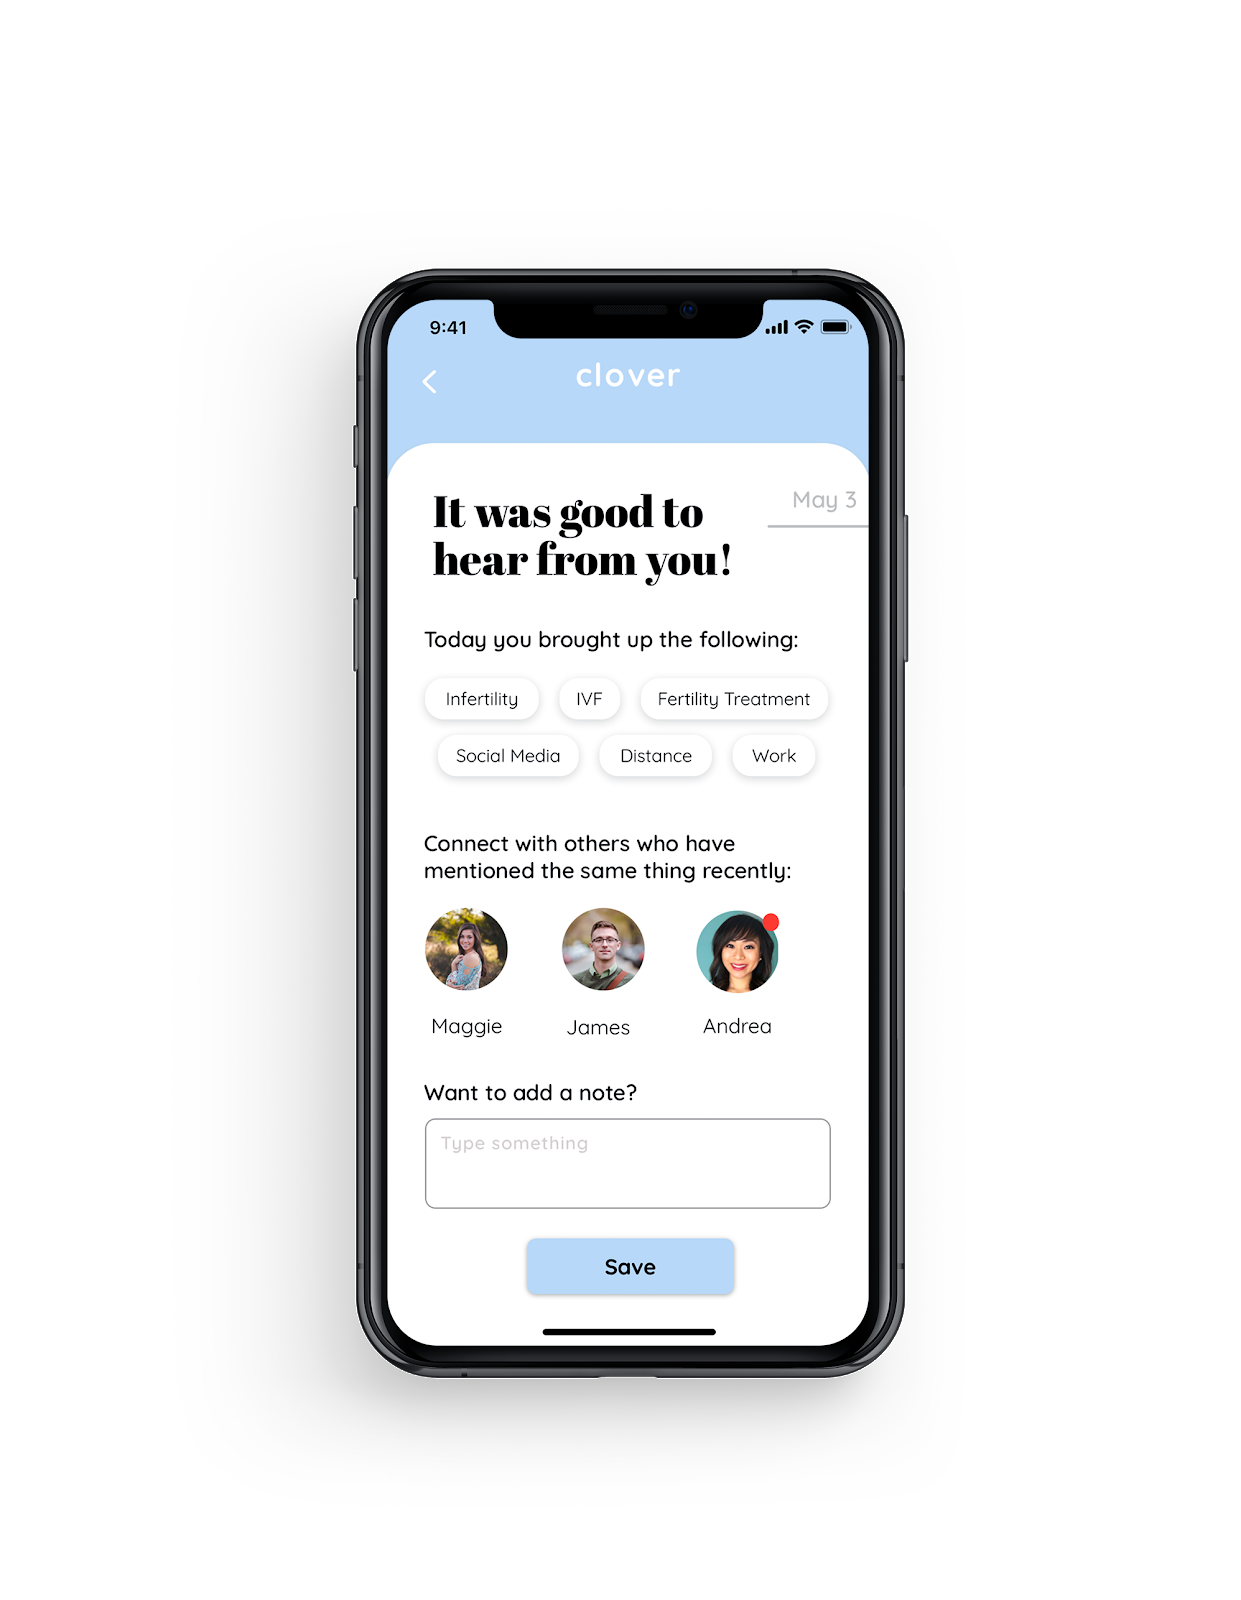 9:41
clover
May 3
It was good to
hear from you!
Today you brought up the following:
Infertility IVF Fertility Treatment
Social Media Distance Work
Connect with others who have
mentioned the same thing recently:
Maggie James Andrea
Want to add a note?
Type something
Save